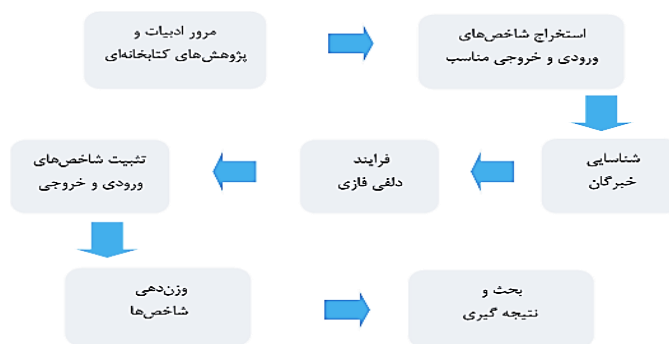 مرور ادبیات و
پژوهش‌های کتابخانه‌ای
استخراج شاخص‌های
ورودی و خروجی مناسب
شناسایی
خبرگان
فرایند
دلفی فازی
تثبیت شاخص‌های
ورودی و خروجی
وزن‌دهی
شاخص‌ها
بحث و
نتیجه گیری